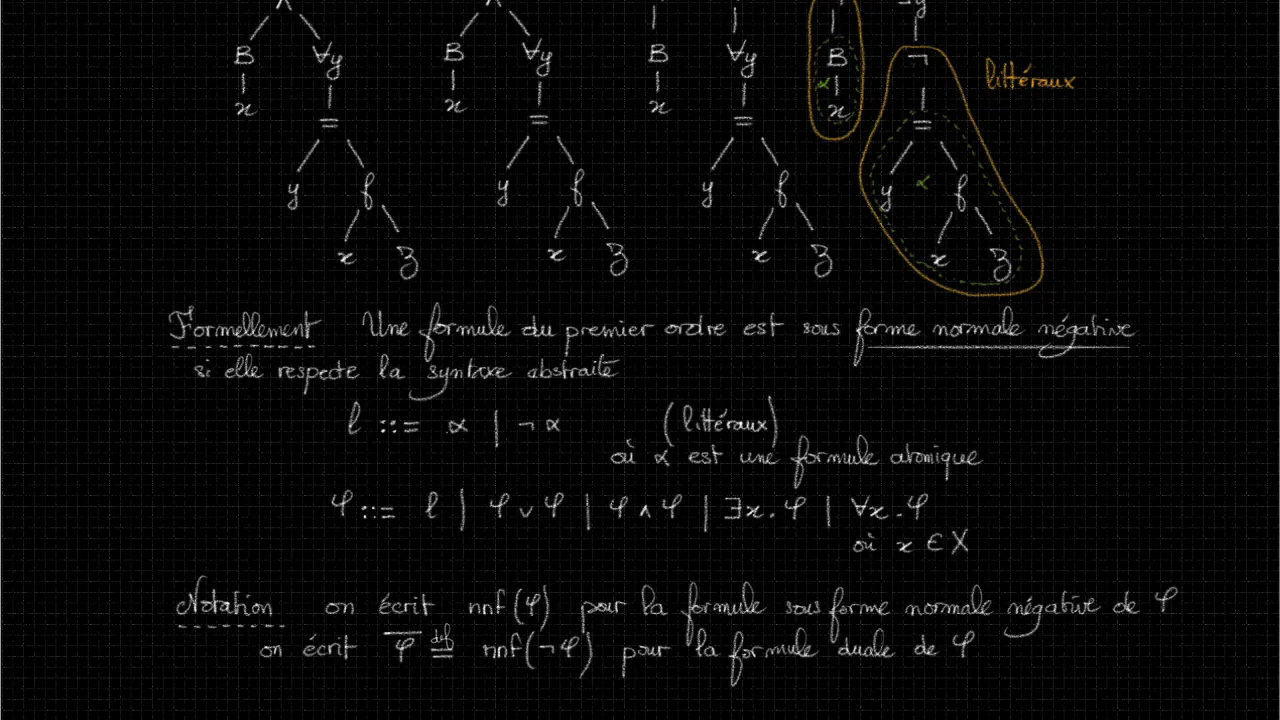 B ∀y B ∀y B ∀y B ¬ littéraux
x = x = x = α x =
y f y f y f y α f
x z x z x z x z
Formellement Une formule du premier ordre est sous forme normale négative
si elle respecte la syntaxe abstraite
ℓ ::= α | ¬α (littéraux)
où α est une formule atomique
φ ::= ℓ | φ ∨ φ | φ ∧ φ | ∃x.φ | ∀x.φ
où x ∈ X
Notation on écrit nnf(φ) pour la formule sous forme normale négative de φ
on écrit φ̅ ≝ nnf(¬φ) pour la formule duale de φ